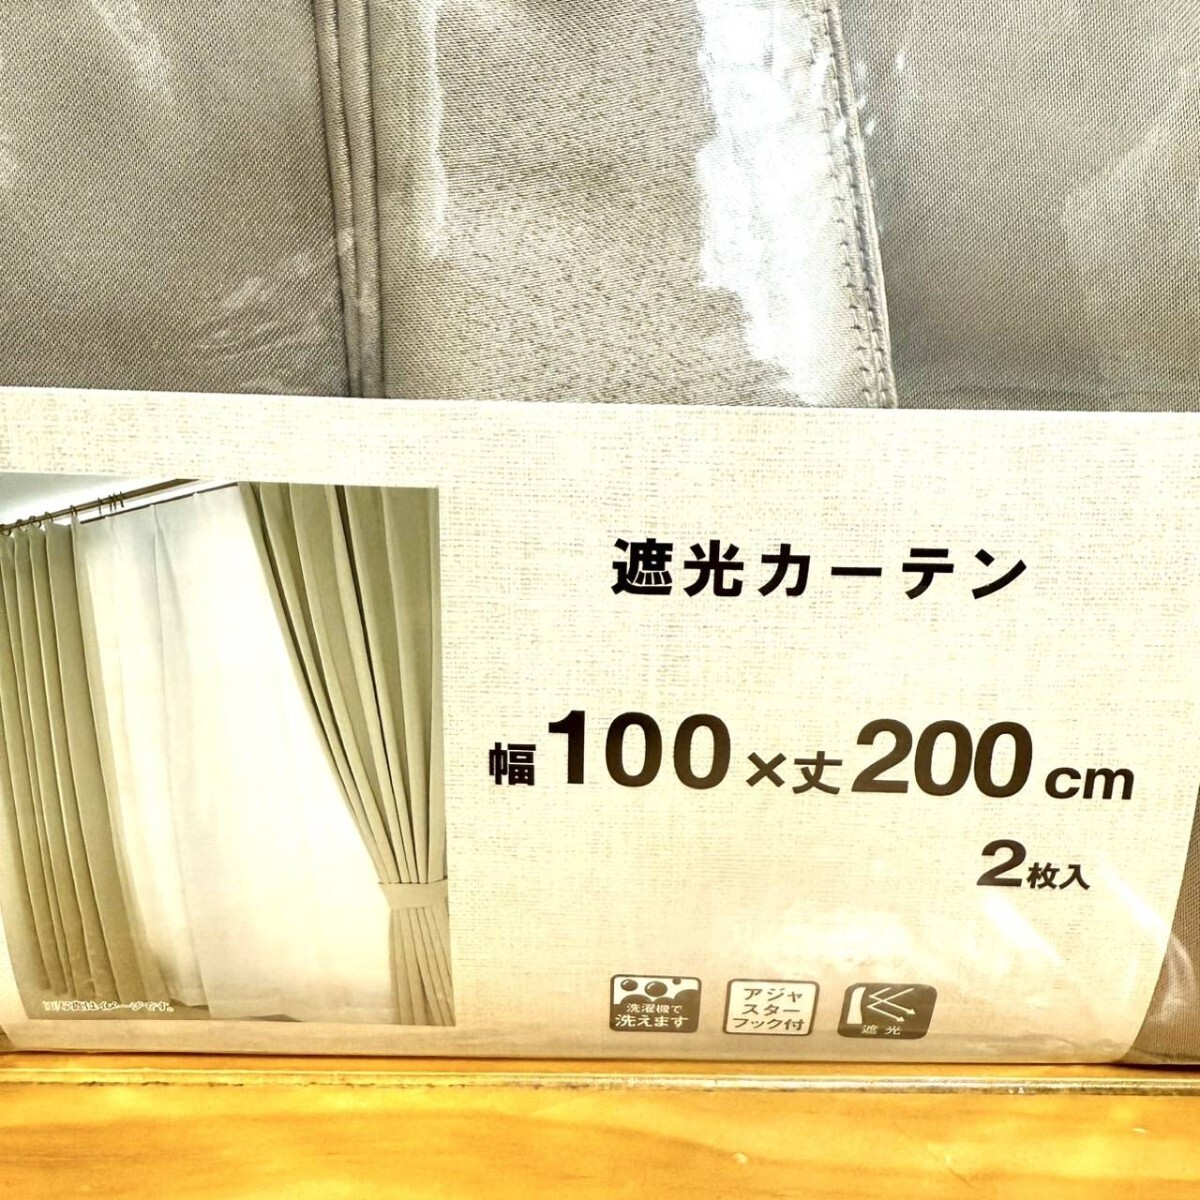 遮光カーテン
幅100×丈200cm
2枚入
洗濯機で
洗えます
アジャ
スター
フック付
遮光